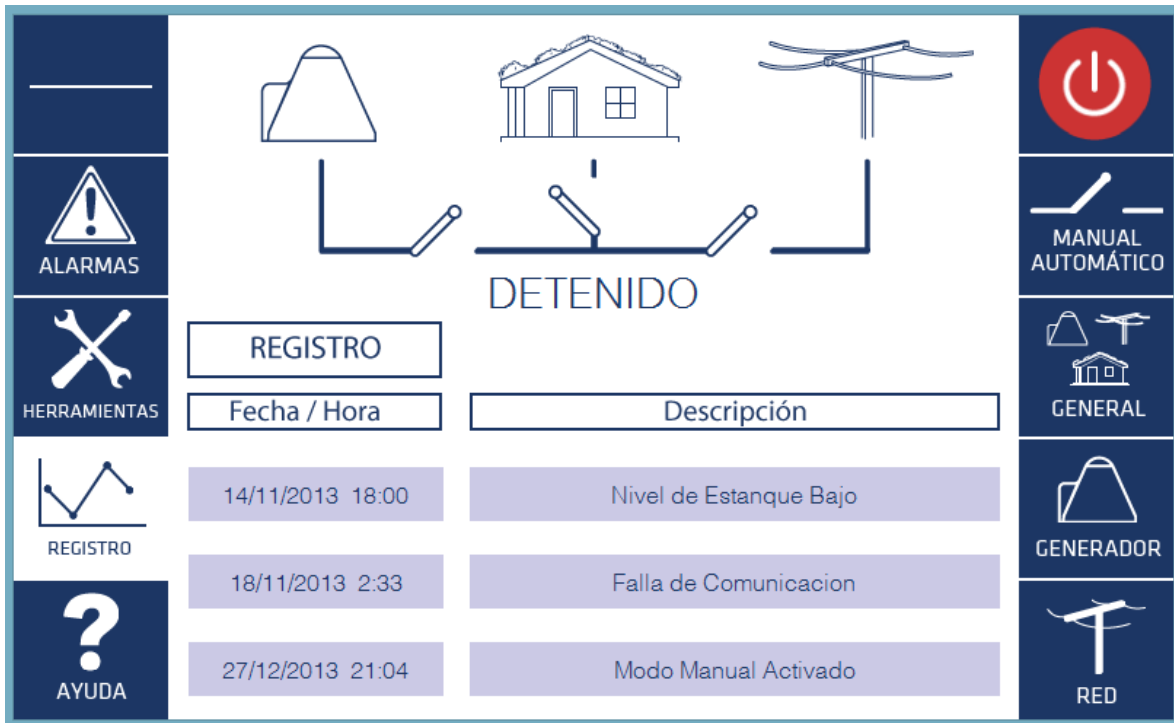 ALARMAS
HERRAMIENTAS
REGISTRO
AYUDA
DETENIDO
REGISTRO
Fecha / Hora Descripción
14/11/2013 18:00 Nivel de Estanque Bajo
18/11/2013 2:33 Falla de Comunicacion
27/12/2013 21:04 Modo Manual Activado
MANUAL
AUTOMÁTICO
GENERAL
GENERADOR
RED